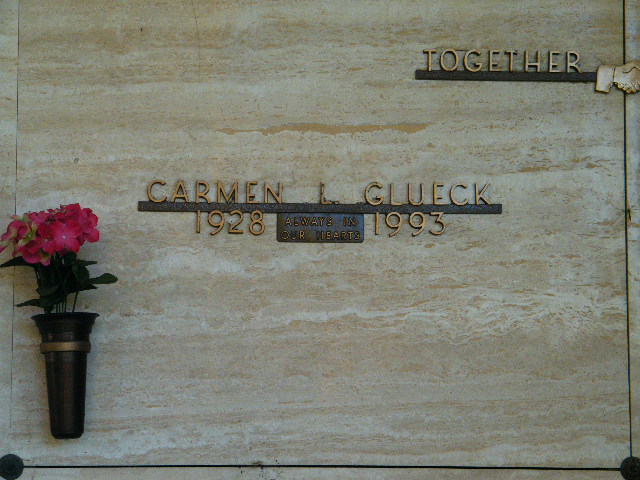 TOGETHER
CARMEN L. GLUECK
1928 ALWAYS IN OUR HEARTS 1993